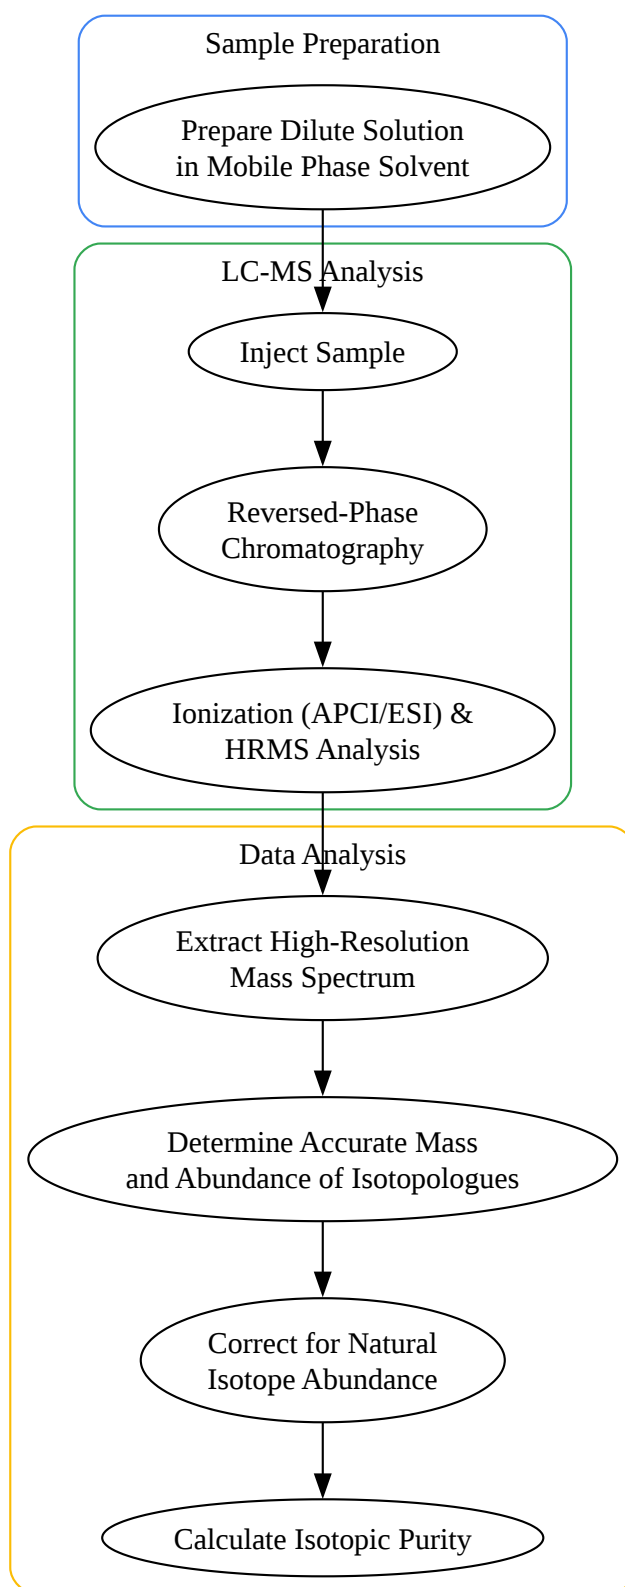 Sample Preparation
Prepare Dilute Solution
in Mobile Phase Solvent
LC-MS Analysis
Inject Sample
Reversed-Phase
Chromatography
Ionization (APCI/ESI) &
HRMS Analysis
Data Analysis
Extract High-Resolution
Mass Spectrum
Determine Accurate Mass
and Abundance of Isotopologues
Correct for Natural
Isotope Abundance
Calculate Isotopic Purity